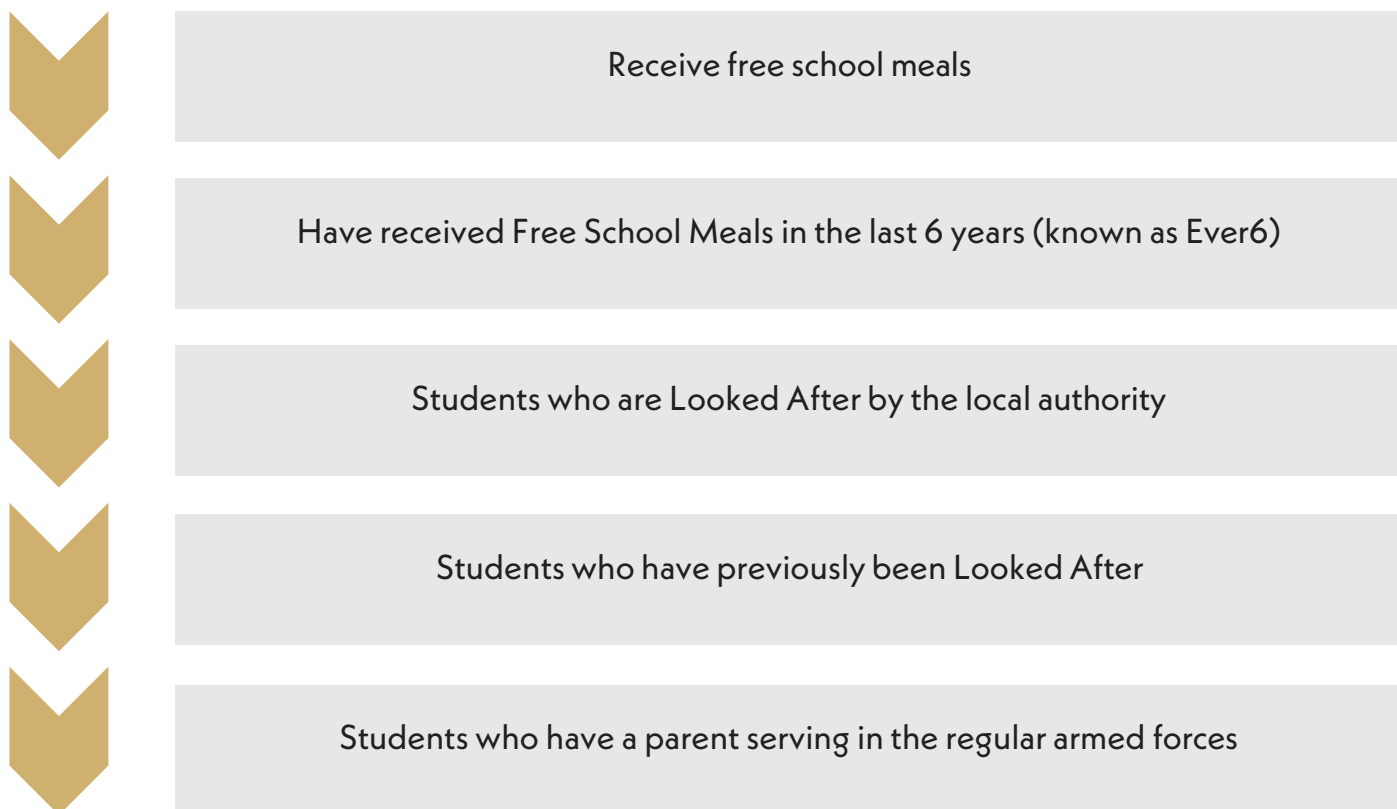 Receive free school meals
Have received Free School Meals in the last 6 years (known as Ever6)
Students who are Looked After by the local authority
Students who have previously been Looked After
Students who have a parent serving in the regular armed forces